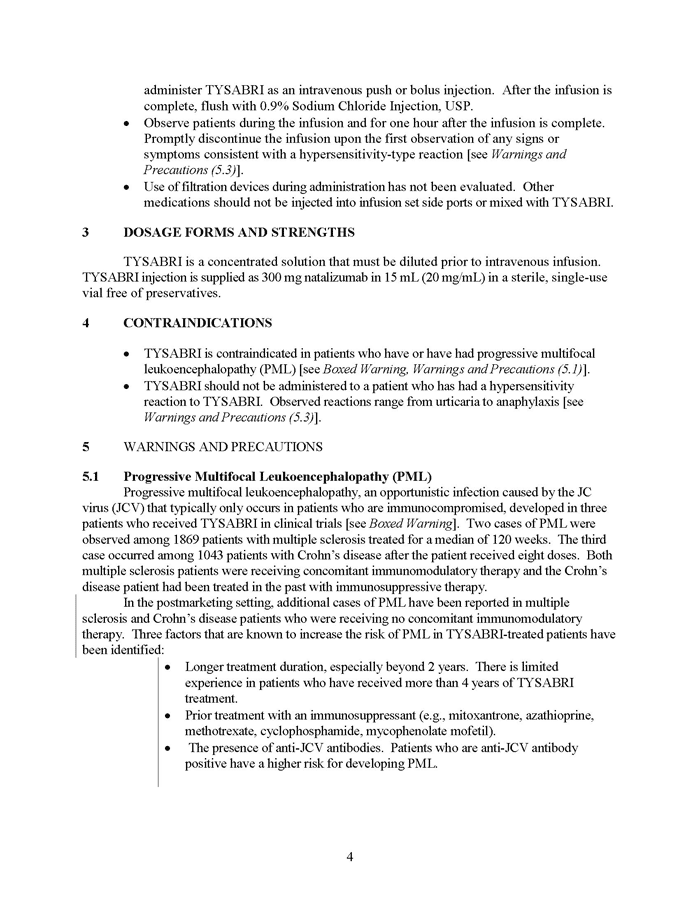 administer TYSABRI as an intravenous push or bolus injection.  After the infusion is
complete, flush with 0.9% Sodium Chloride Injection, USP.
• Observe patients during the infusion and for one hour after the infusion is complete.
Promptly discontinue the infusion upon the first observation of any signs or
symptoms consistent with a hypersensitivity-type reaction [see Warnings and
Precautions (5.3)].
• Use of filtration devices during administration has not been evaluated.  Other
medications should not be injected into infusion set side ports or mixed with TYSABRI.
3 DOSAGE FORMS AND STRENGTHS
TYSABRI is a concentrated solution that must be diluted prior to intravenous infusion.
TYSABRI injection is supplied as 300 mg natalizumab in 15 mL (20 mg/mL) in a sterile, single-use
vial free of preservatives.
4 CONTRAINDICATIONS
• TYSABRI is contraindicated in patients who have or have had progressive multifocal
leukoencephalopathy (PML) [see Boxed Warning, Warnings and Precautions (5.1)].
• TYSABRI should not be administered to a patient who has had a hypersensitivity
reaction to TYSABRI.  Observed reactions range from urticaria to anaphylaxis [see
Warnings and Precautions (5.3)].
5 WARNINGS AND PRECAUTIONS
5.1 Progressive Multifocal Leukoencephalopathy (PML)
Progressive multifocal leukoencephalopathy, an opportunistic infection caused by the JC
virus (JCV) that typically only occurs in patients who are immunocompromised, developed in three
patients who received TYSABRI in clinical trials [see Boxed Warning].  Two cases of PML were
observed among 1869 patients with multiple sclerosis treated for a median of 120 weeks.  The third
case occurred among 1043 patients with Crohn’s disease after the patient received eight doses.  Both
multiple sclerosis patients were receiving concomitant immunomodulatory therapy and the Crohn’s
disease patient had been treated in the past with immunosuppressive therapy.
In the postmarketing setting, additional cases of PML have been reported in multiple
sclerosis and Crohn’s disease patients who were receiving no concomitant immunomodulatory
therapy.  Three factors that are known to increase the risk of PML in TYSABRI-treated patients have
been identified:
• Longer treatment duration, especially beyond 2 years.  There is limited
experience in patients who have received more than 4 years of TYSABRI
treatment.
• Prior treatment with an immunosuppressant (e.g., mitoxantrone, azathioprine,
methotrexate, cyclophosphamide, mycophenolate mofetil).
• The presence of anti-JCV antibodies.  Patients who are anti-JCV antibody
positive have a higher risk for developing PML.
4